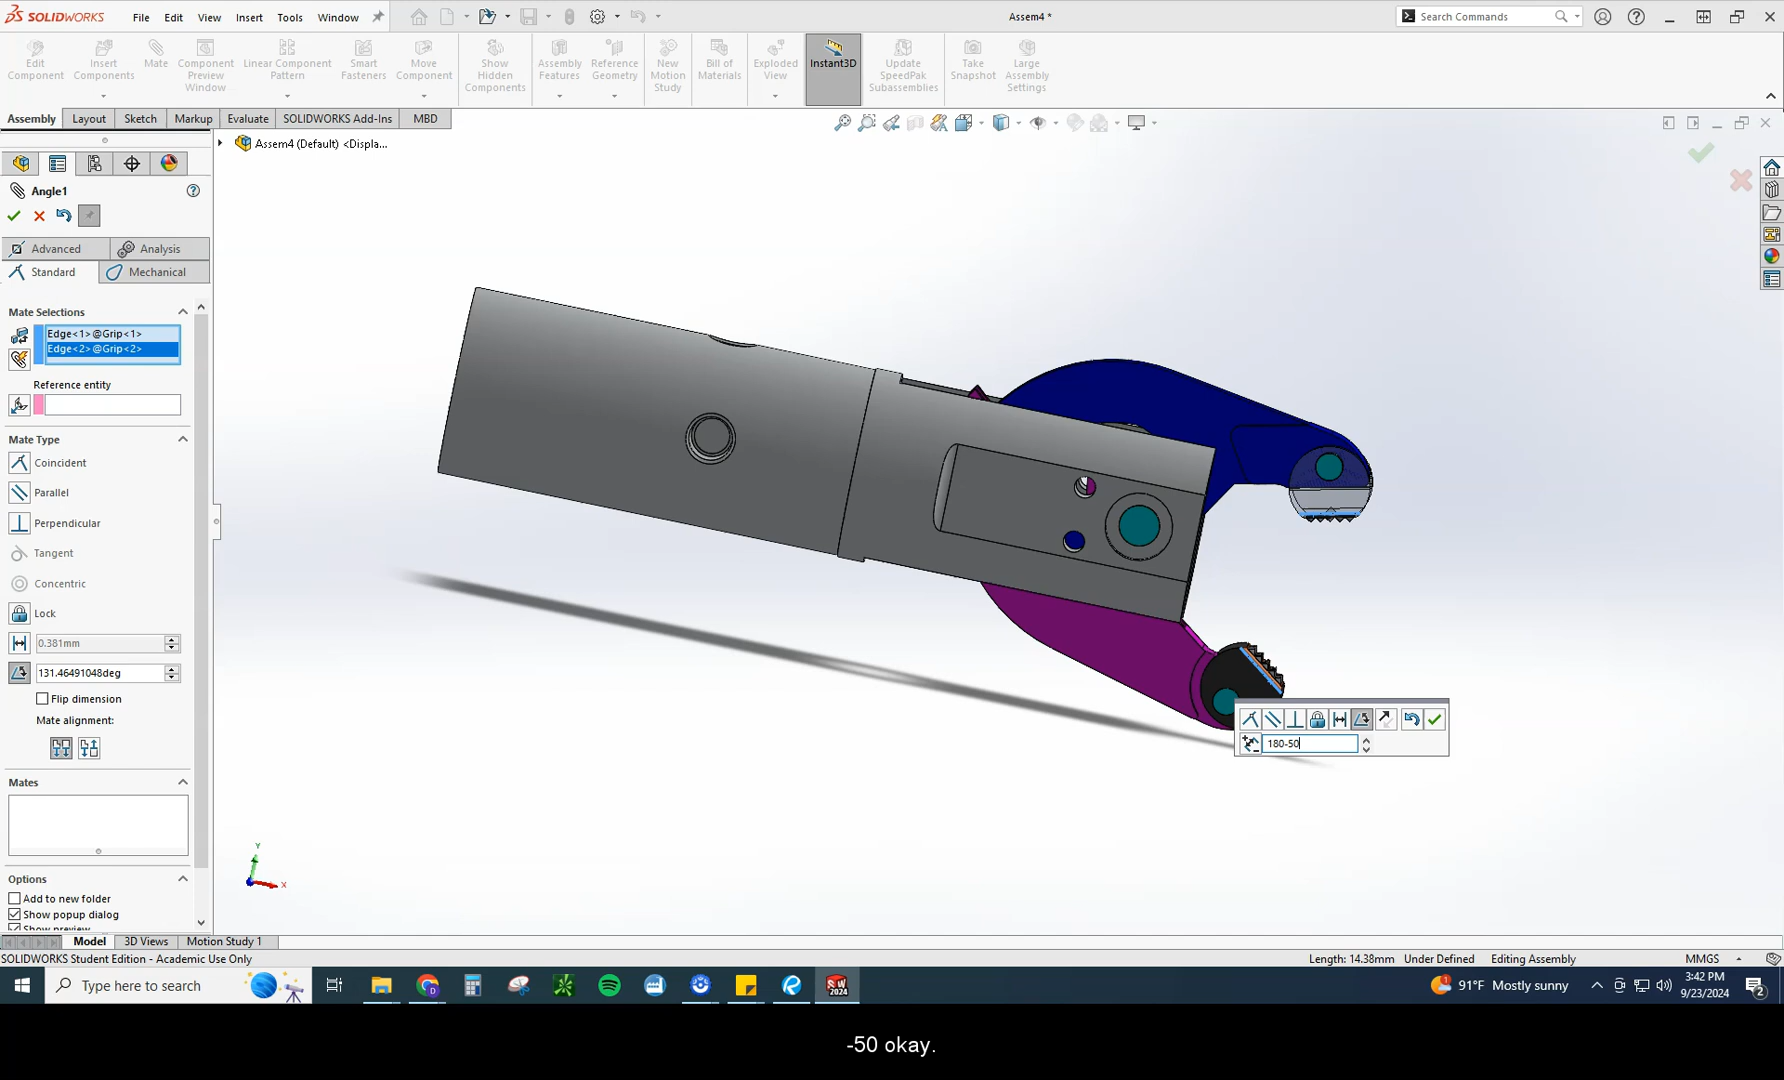 SOLIDWORKS File Edit View Insert Tools Window Assem4 * Search Commands
Edit Component
Insert Components
Mate
Component Preview Window
Linear Component Pattern
Smart Fasteners
Move Component
Show Hidden Components
Assembly Features
Reference Geometry
New Motion Study
Bill of Materials
Exploded View
Instant3D
Update SpeedPak Subassemblies
Take Snapshot
Large Assembly Settings
Assembly Layout Sketch Markup Evaluate SOLIDWORKS Add-Ins MBD
Assem4 (Default) <Displa...
Angle1
Advanced Analysis
Standard Mechanical
Mate Selections
Edge<1>@Grip<1>
Edge<2>@Grip<2>
Reference entity
Mate Type
Coincident
Parallel
Perpendicular
Tangent
Concentric
Lock
0.381mm
131.46491048deg
Flip dimension
Mate alignment:
180-50
Mates
Options
Add to new folder
Show popup dialog
Show preview
Y
X
Model 3D Views Motion Study 1
SOLIDWORKS Student Edition - Academic Use Only Length: 14.38mm Under Defined Editing Assembly MMGS
Type here to search
SW 2024
91°F Mostly sunny
3:42 PM
9/23/2024
2
-50 okay.